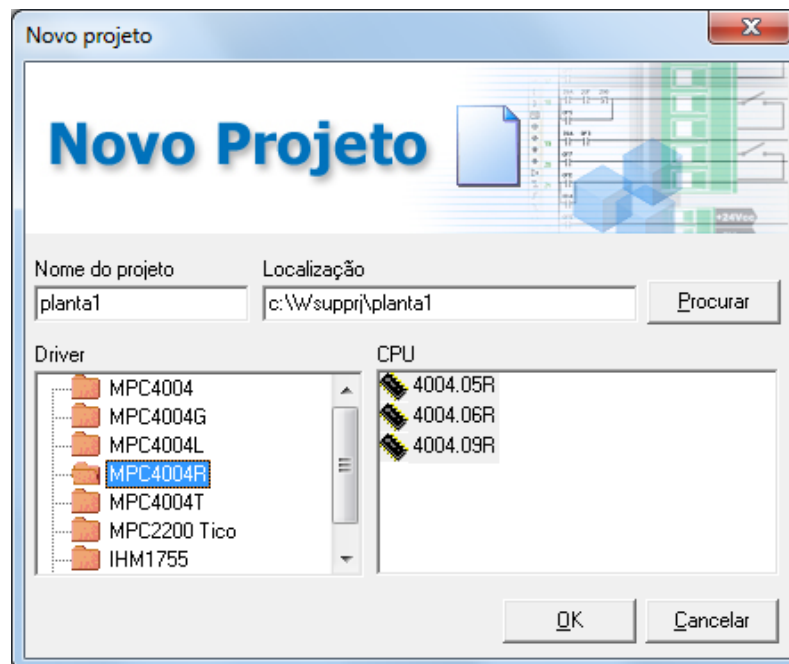 Novo projeto
Novo Projeto
+24Vcc
Nome do projeto
Localização
planta1
c:\Wsupprj\planta1
Procurar
Driver
CPU
MPC4004
MPC4004G
MPC4004L
MPC4004R
MPC4004T
MPC2200 Tico
IHM1755
4004.05R
4004.06R
4004.09R
OK
Cancelar